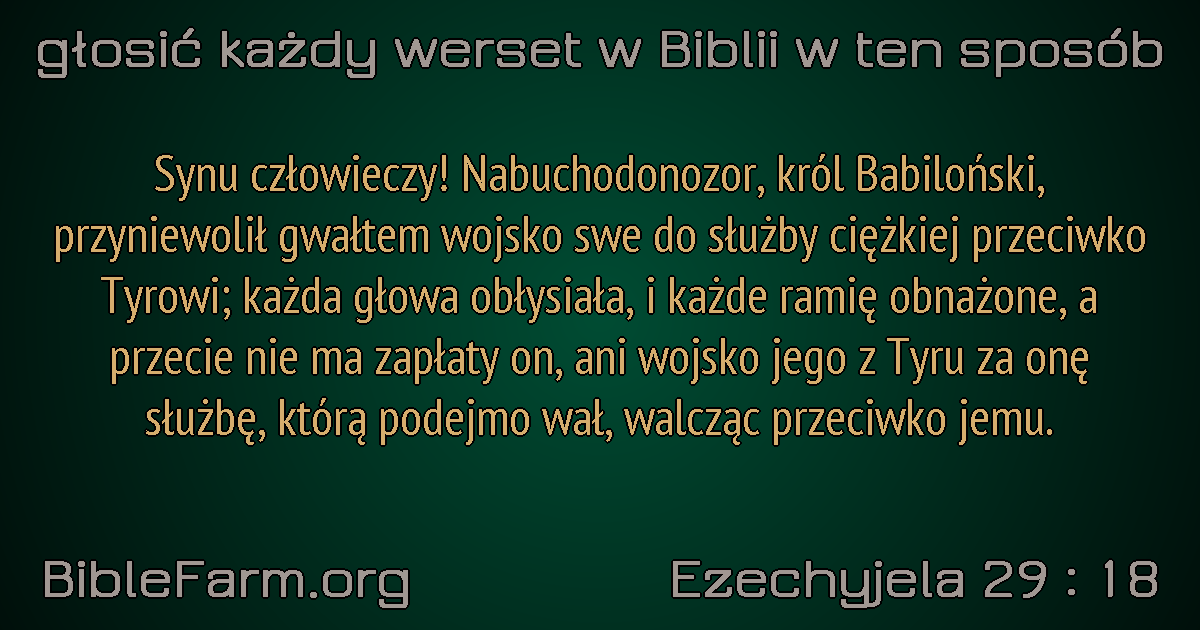 głosić każdy werset w Biblii w ten sposób
Synu człowieczy! Nabuchodonozor, król Babiloński,
przyniewolił gwałtem wojsko swe do służby ciężkiej przeciwko
Tyrowi; każda głowa obłysiała, i każde ramię obnażone, a
przecie nie ma zapłaty on, ani wojsko jego z Tyru za onę
służbę, którą podejmo wał, walcząc przeciwko jemu.
BibleFarm.org
Ezechyjela 29 : 18